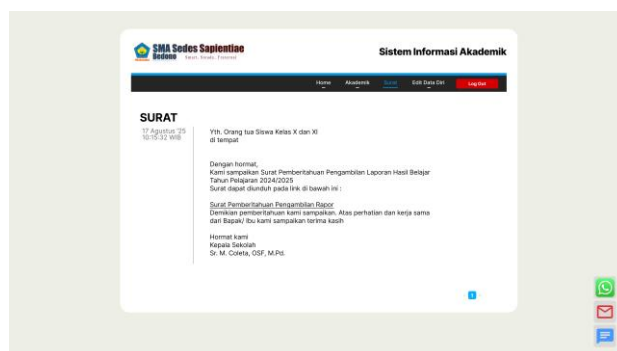 SMA Sedes Sapientiae
Bedono
Sistem Informasi Akademik
Home Akademik Surat Edit Data Diri Log Out
SURAT
17 Agustus '25
10:15:32 WIB
Yth. Orang tua Siswa Kelas X dan XI
di tempat
Dengan hormat,
Kami sampaikan Surat Pemberitahuan Pengambilan Laporan Hasil Belajar
Tahun Pelajaran 2024/2025
Surat dapat diunduh pada link di bawah ini :
Surat Pemberitahuan Pengambilan Rapor
Demikian pemberitahuan kami sampaikan. Atas perhatian dan kerja sama
dari Bapak/ Ibu kami sampaikan terima kasih
Hormat kami
Kepala Sekolah
Sr. M. Coleta, OSF, M.Pd.
1